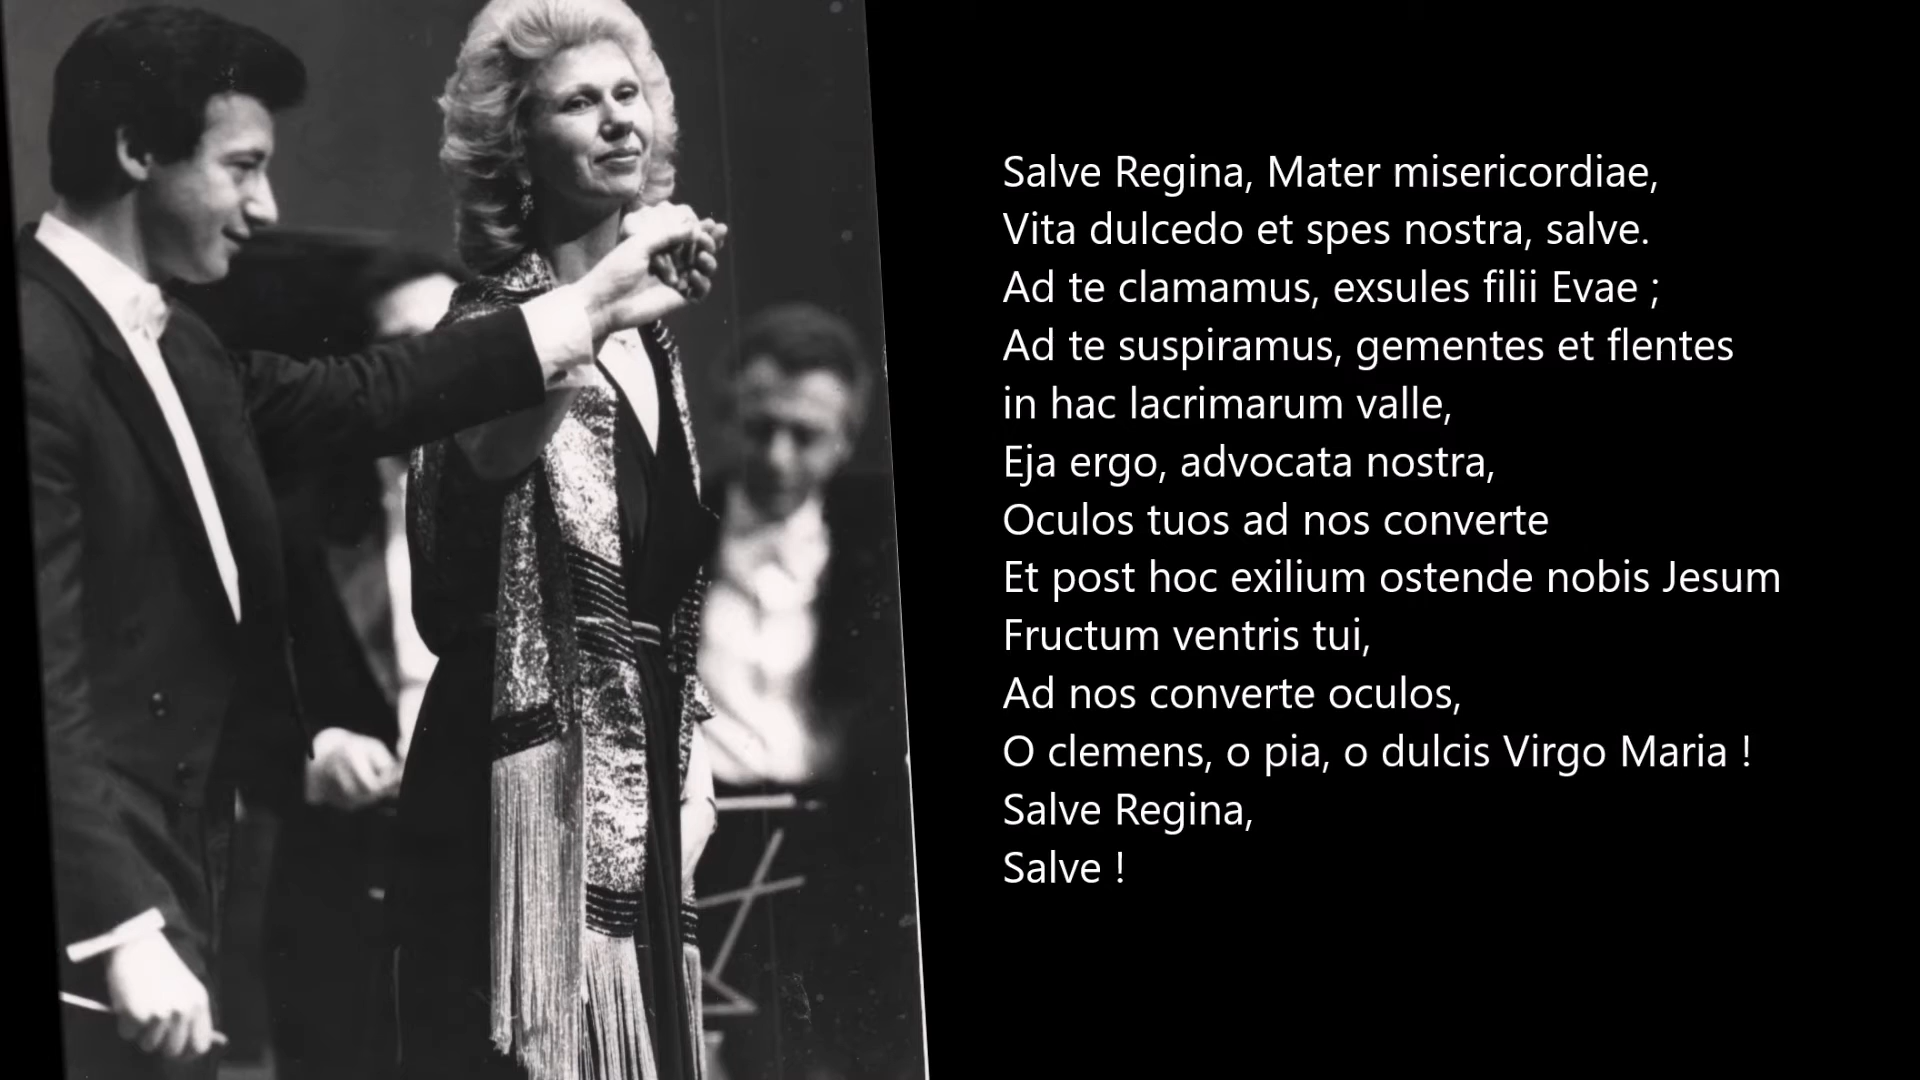 Salve Regina, Mater misericordiae,
Vita dulcedo et spes nostra, salve.
Ad te clamamus, exsules filii Evae ;
Ad te suspiramus, gementes et flentes
in hac lacrimarum valle,
Eja ergo, advocata nostra,
Oculos tuos ad nos converte
Et post hoc exilium ostende nobis Jesum
Fructum ventris tui,
Ad nos converte oculos,
O clemens, o pia, o dulcis Virgo Maria !
Salve Regina,
Salve !